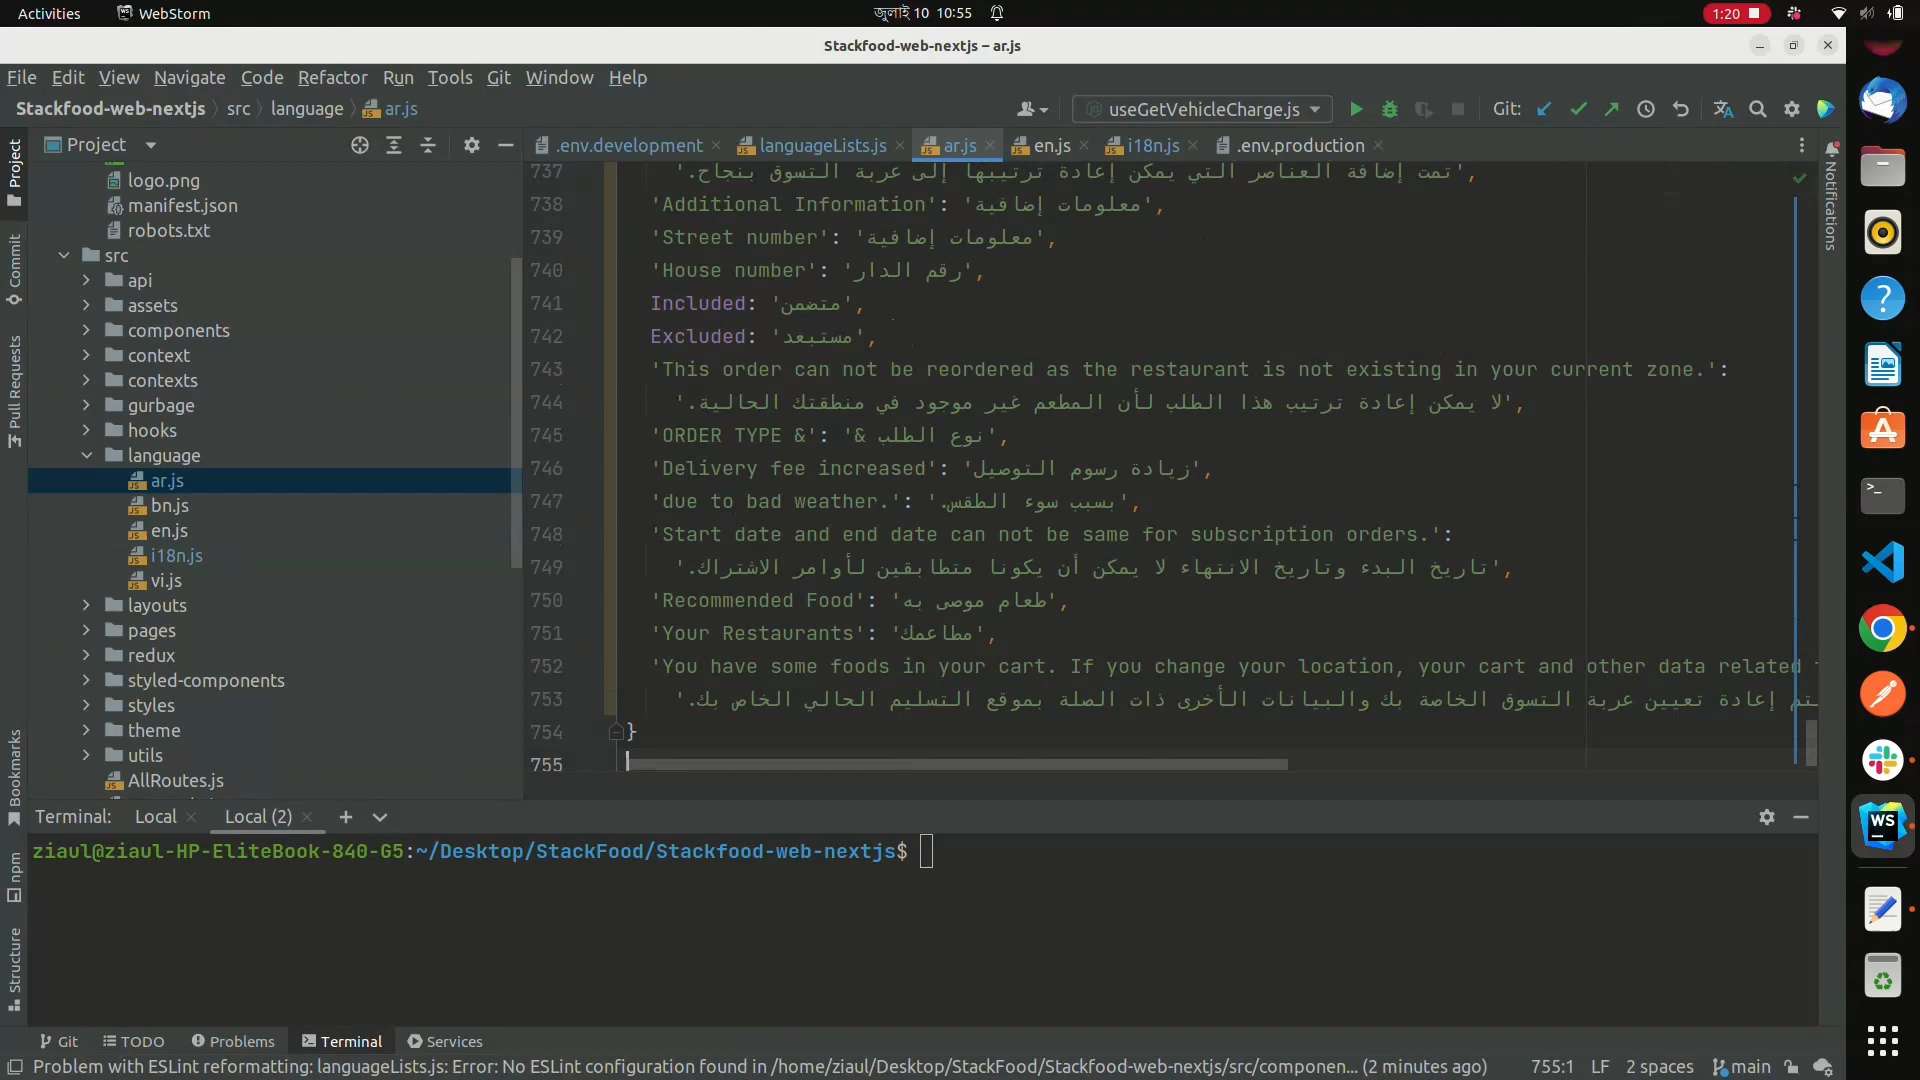 Activities
WebStorm
জুলাই 10 10:55
1:20
Stackfood-web-nextjs – ar.js
File Edit View Navigate Code Refactor Run Tools Git Window Help
Stackfood-web-nextjs
src
language
ar.js
useGetVehicleCharge.js
Git:
Project
Commit
Pull Requests
Bookmarks
npm
Structure
Project
logo.png
manifest.json
robots.txt
src
api
assets
components
context
contexts
gurbage
hooks
language
ar.js
bn.js
en.js
i18n.js
vi.js
layouts
pages
redux
styled-components
styles
theme
utils
AllRoutes.js
.env.development
languageLists.js
ar.js
en.js
i18n.js
.env.production
Notifications
737 'تمت إضافة العناصر التي يمكن إعادة ترتيبها إلى عربة التسوق بنجاح.',
738 'Additional Information': 'معلومات إضافية',
739 'Street number': 'معلومات إضافية',
740 'House number': 'رقم الدار',
741 Included: 'متضمن',
742 Excluded: 'مستبعد',
743 'This order can not be reordered as the restaurant is not existing in your current zone.':
744 'لا يمكن إعادة ترتيب هذا الطلب لأن المطعم غير موجود في منطقتك الحالية.',
745 'ORDER TYPE &': 'نوع الطلب &',
746 'Delivery fee increased': 'زيادة رسوم التوصيل',
747 'due to bad weather.': 'بسبب سوء الطقس.',
748 'Start date and end date can not be same for subscription orders.':
749 'تاريخ البدء وتاريخ الانتهاء لا يمكن أن يكونا متطابقين لأوامر الاشتراك.',
750 'Recommended Food': 'طعام موصى به',
751 'Your Restaurants': 'مطاعمك',
752 'You have some foods in your cart. If you change your location, your cart and other data related
753 إعادة تعيين عربة التسوق الخاصة بك والبيانات الأخرى ذات الصلة بموقع التسليم الحالي الخاص بك.'
754 }
755
Terminal:
Local
Local (2)
ziaul@ziaul-HP-EliteBook-840-G5:~/Desktop/StackFood/Stackfood-web-nextjs$
Git
TODO
Problems
Terminal
Services
Problem with ESLint reformatting: languageLists.js: Error: No ESLint configuration found in /home/ziaul/Desktop/StackFood/Stackfood-web-nextjs/src/componen... (2 minutes ago)
755:1
LF
2 spaces
main